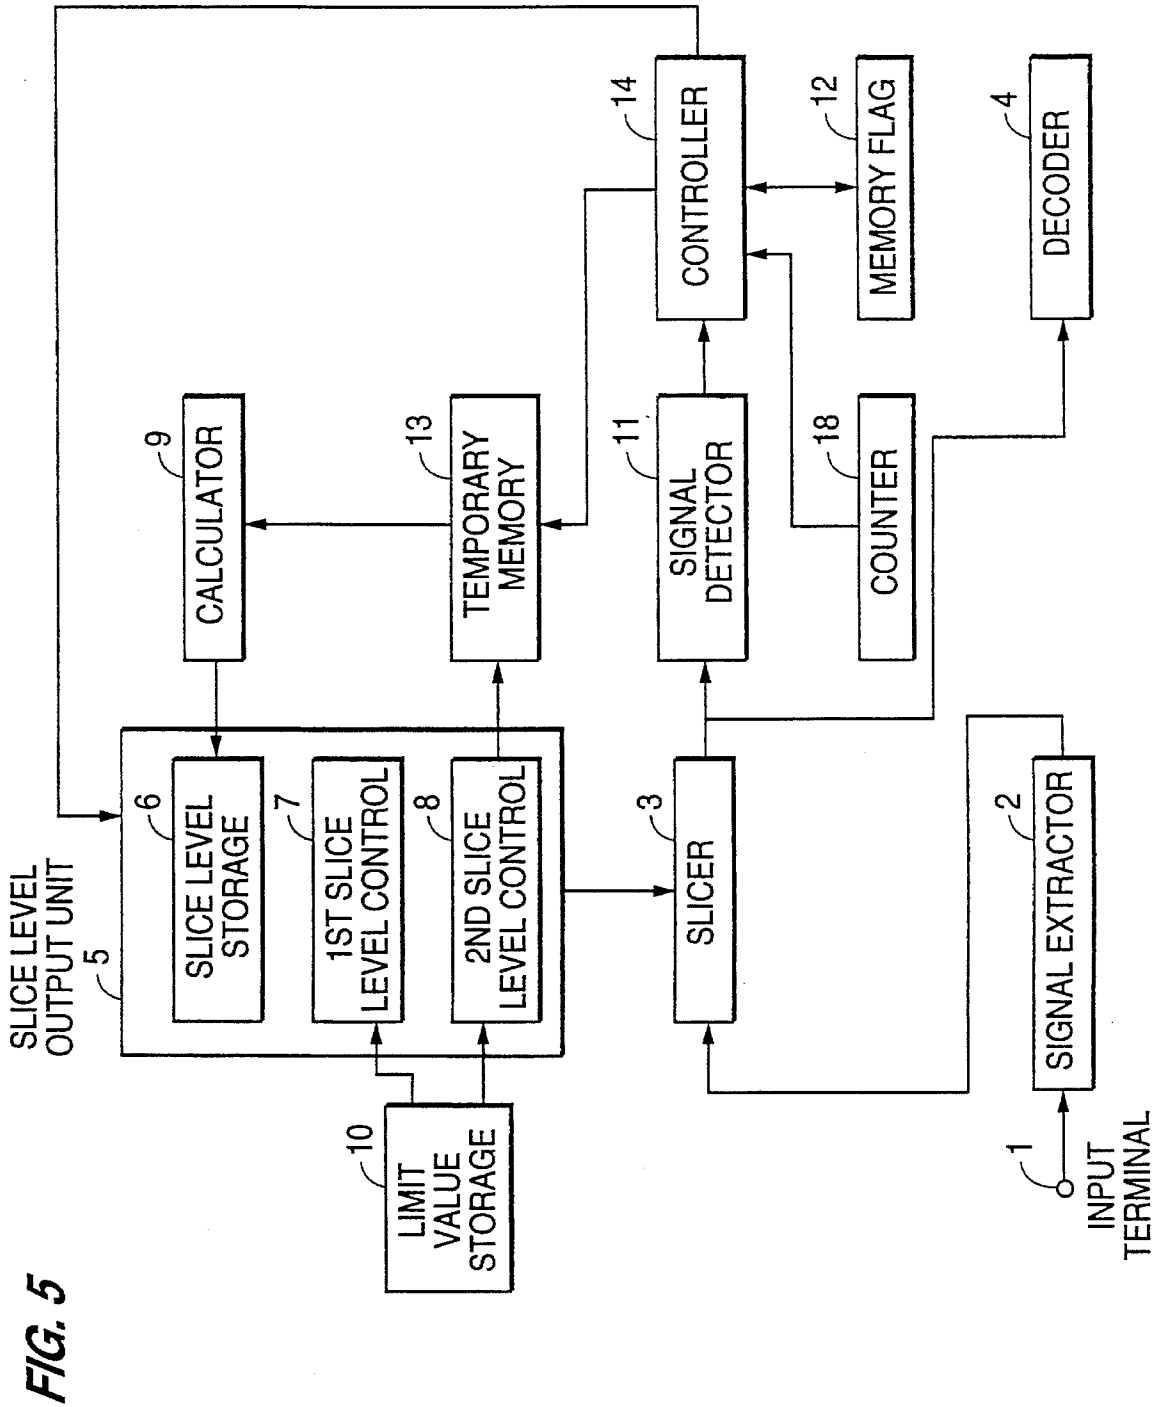 FIG. 5
SLICE LEVEL
OUTPUT UNIT
5
6
SLICE LEVEL
STORAGE
7
1ST SLICE
LEVEL CONTROL
8
2ND SLICE
LEVEL CONTROL
9
CALCULATOR
10
LIMIT
VALUE
STORAGE
13
TEMPORARY
MEMORY
3
SLICER
11
SIGNAL
DETECTOR
14
CONTROLLER
18
COUNTER
12
MEMORY FLAG
1
INPUT
TERMINAL
2
SIGNAL EXTRACTOR
4
DECODER